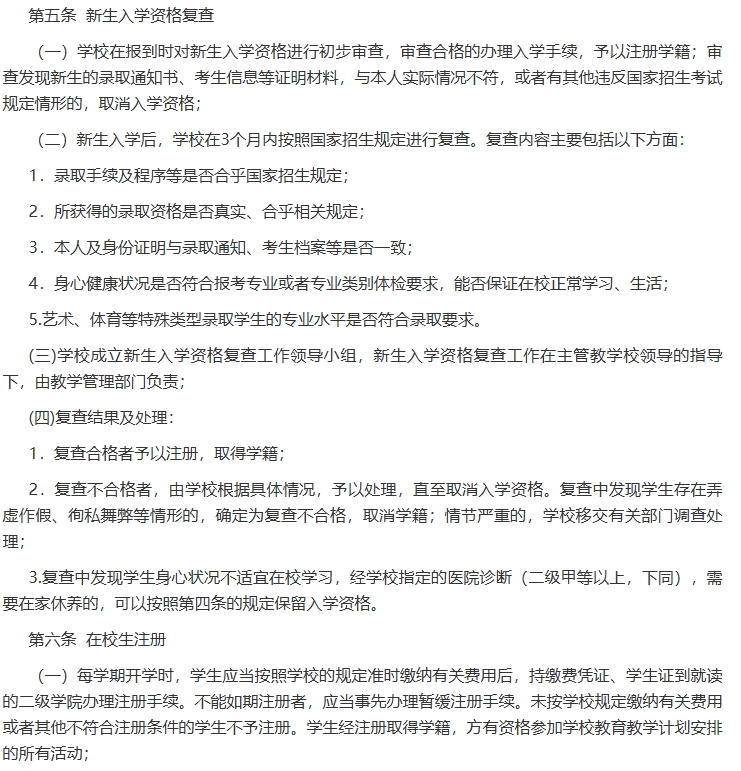 第五条 新生入学资格复查
（一）学校在报到时对新生入学资格进行初步审查，审查合格的办理入学手续，予以注册学籍；审
查发现新生的录取通知书、考生信息等证明材料，与本人实际情况不符，或者有其他违反国家招生考试
规定情形的，取消入学资格；
（二）新生入学后，学校在3个月内按照国家招生规定进行复查。复查内容主要包括以下方面：
1．录取手续及程序等是否合乎国家招生规定；
2．所获得的录取资格是否真实、合乎相关规定；
3．本人及身份证明与录取通知、考生档案等是否一致；
4．身心健康状况是否符合报考专业或者专业类别体检要求，能否保证在校正常学习、生活；
5.艺术、体育等特殊类型录取学生的专业水平是否符合录取要求。
(三)学校成立新生入学资格复查工作领导小组，新生入学资格复查工作在主管教学校领导的指导
下，由教学管理部门负责；
(四)复查结果及处理：
1．复查合格者予以注册，取得学籍；
2．复查不合格者，由学校根据具体情况，予以处理，直至取消入学资格。复查中发现学生存在弄
虚作假、徇私舞弊等情形的，确定为复查不合格，取消学籍；情节严重的，学校移交有关部门调查处
理；
3.复查中发现学生身心状况不适宜在校学习，经学校指定的医院诊断（二级甲等以上，下同），需
要在家休养的，可以按照第四条的规定保留入学资格。
第六条 在校生注册
（一）每学期开学时，学生应当按照学校的规定准时缴纳有关费用后，持缴费凭证、学生证到就读
的二级学院办理注册手续。不能如期注册者，应当事先办理暂缓注册手续。未按学校规定缴纳有关费用
或者其他不符合注册条件的学生不予注册。学生经注册取得学籍，方有资格参加学校教育教学计划安排
的所有活动；